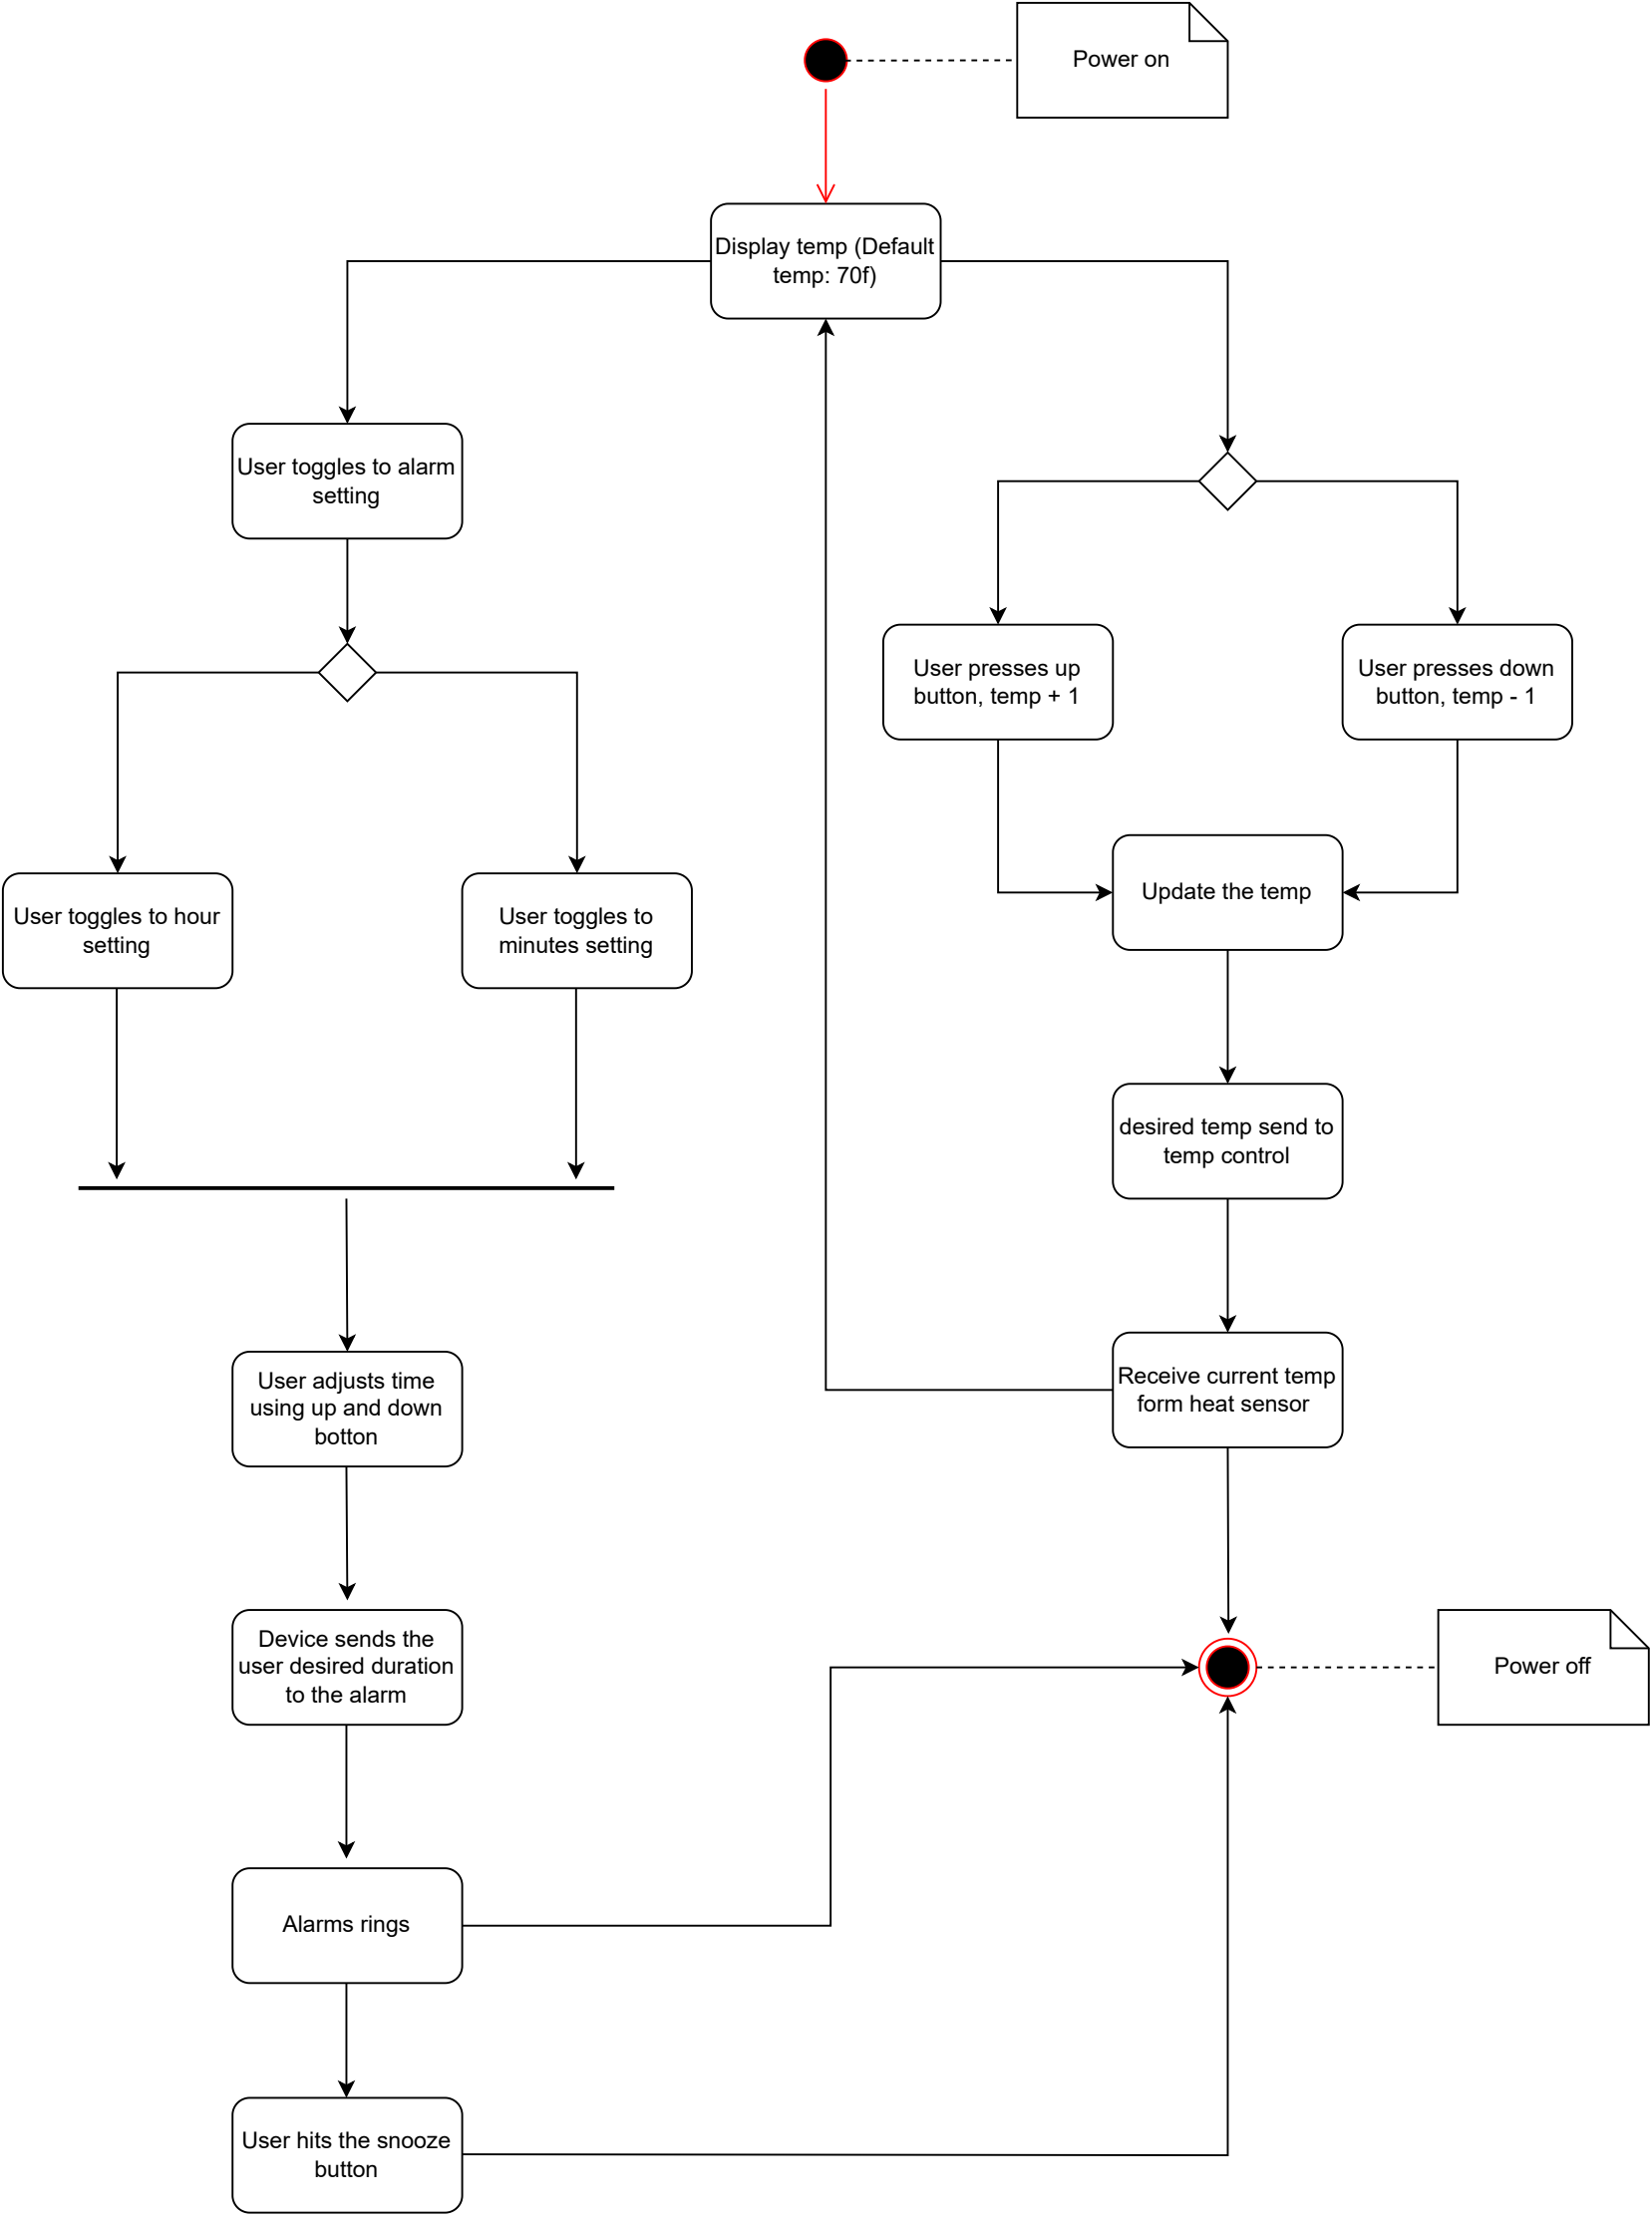 Power on
Display temp (Default
temp: 70f)
User toggles to alarm
setting
User presses up
button, temp + 1
User presses down
button, temp - 1
User toggles to hour
setting
User toggles to
minutes setting
Update the temp
desired temp send to
temp control
User adjusts time
using up and down
botton
Receive current temp
form heat sensor
Device sends the
user desired duration
to the alarm
Power off
Alarms rings
User hits the snooze
button